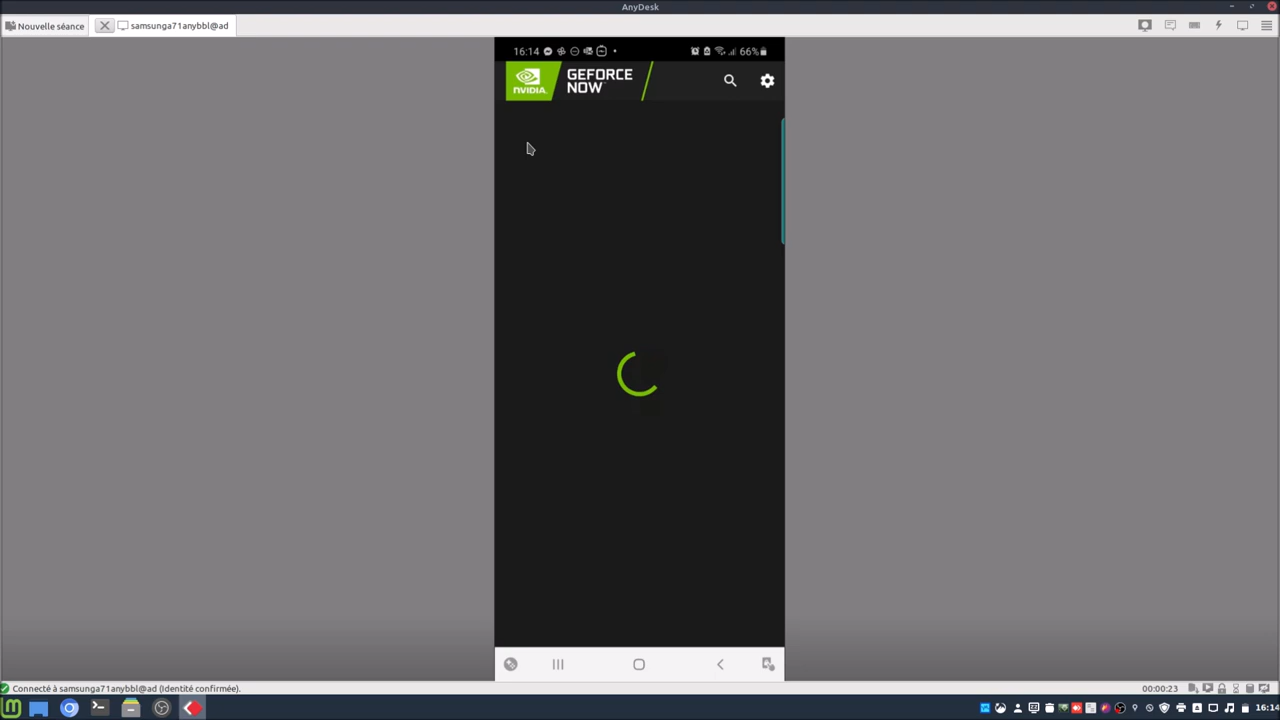 AnyDesk
Nouvelle séance
samsunga71anybbl@ad
16:14
66%
NVIDIA.
GEFORCE
NOW
Connecté à samsunga71anybbl@ad (Identité confirmée).
00:00:23
16:14